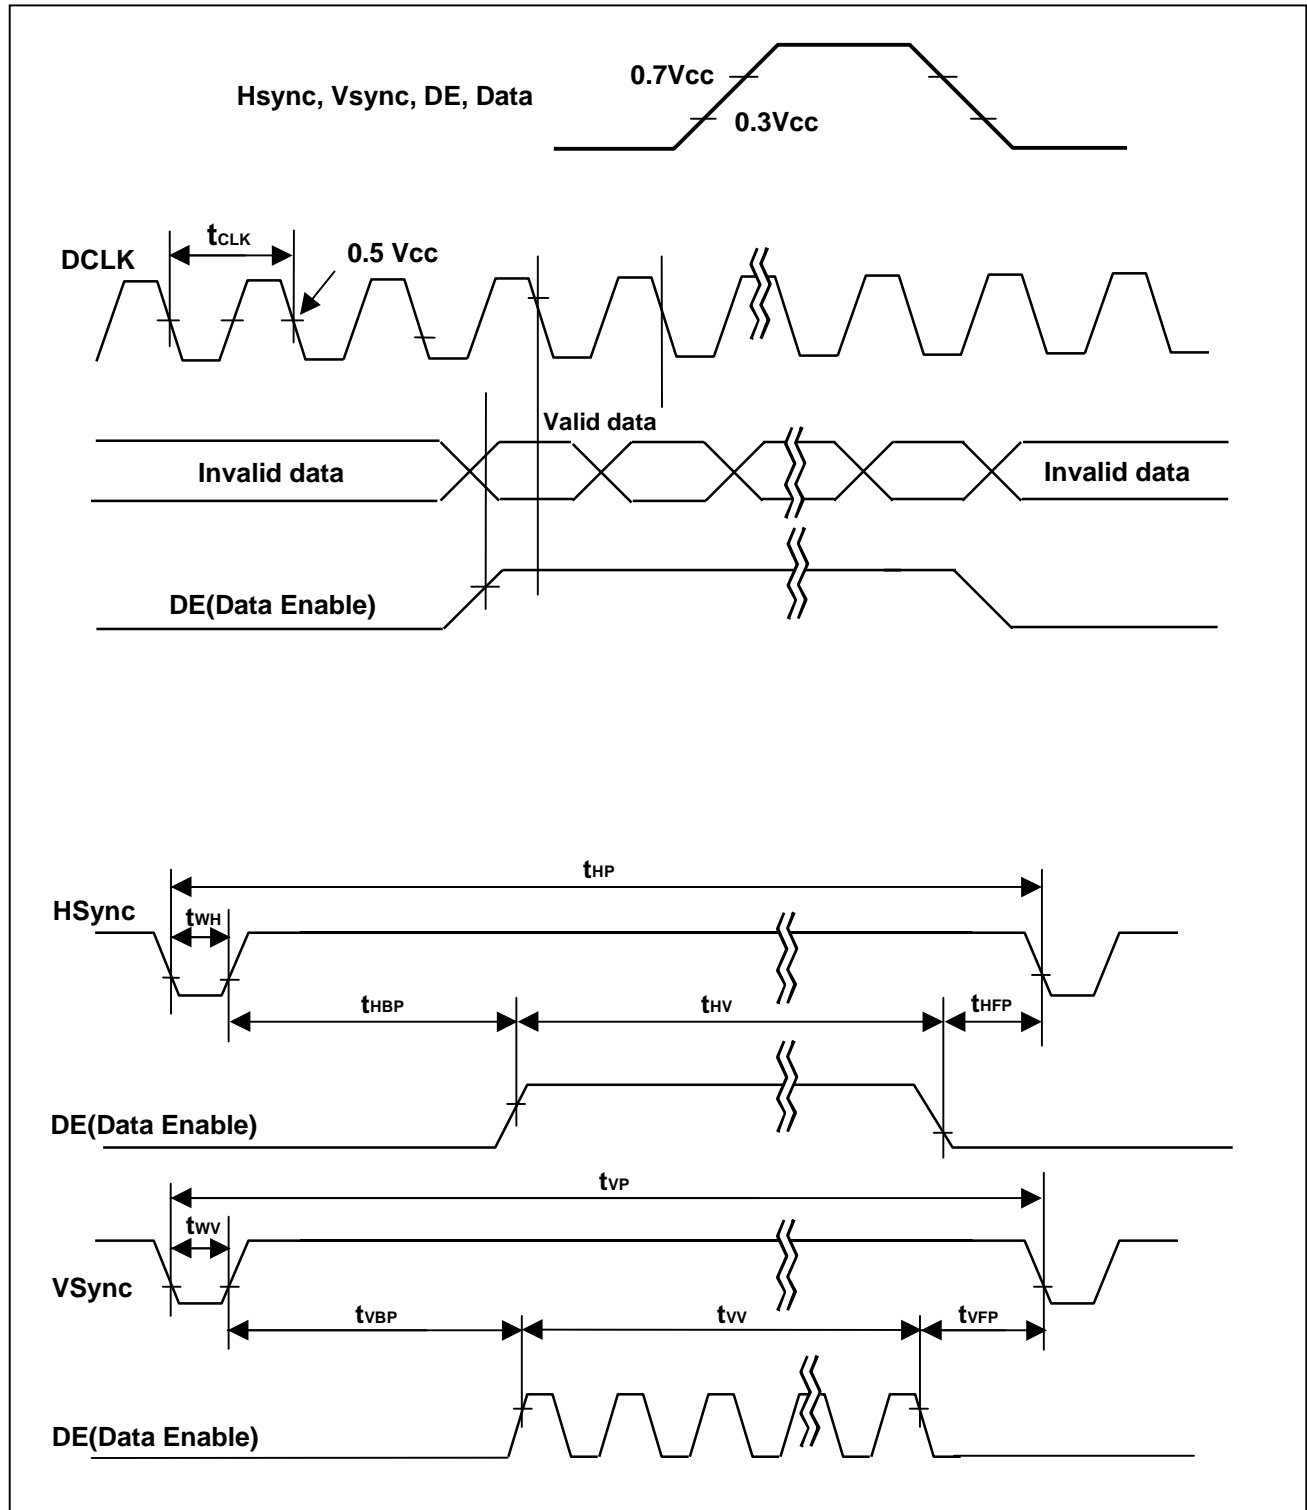 0.7Vcc
Hsync, Vsync, DE, Data
0.3Vcc
tCLK
DCLK
0.5 Vcc
Valid data
Invalid data
Invalid data
DE(Data Enable)
tHP
HSync
tWH
tHBP
tHV
tHFP
DE(Data Enable)
tVP
tWV
VSync
tVBP
tVV
tVFP
DE(Data Enable)